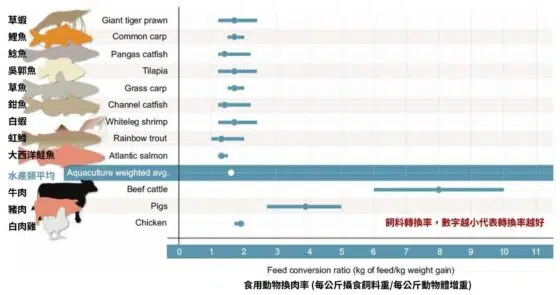 草蝦 Giant tiger prawn
鯉魚 Common carp
鯰魚 Pangas catfish
吳郭魚 Tilapia
草魚 Grass carp
鉗魚 Channel catfish
白蝦 Whiteleg shrimp
虹鱒 Rainbow trout
大西洋鮭魚 Atlantic salmon
水產類平均 Aquaculture weighted avg.
牛肉 Beef cattle
豬肉 Pigs
白肉雞 Chicken
飼料轉換率，數字越小代表轉換率越好
0 1 2 3 4 5 6 7 8 9 10 11
Feed conversion ratio (kg of feed/kg weight gain)
食用動物換肉率 (每公斤攝食飼料重/每公斤動物體增重)